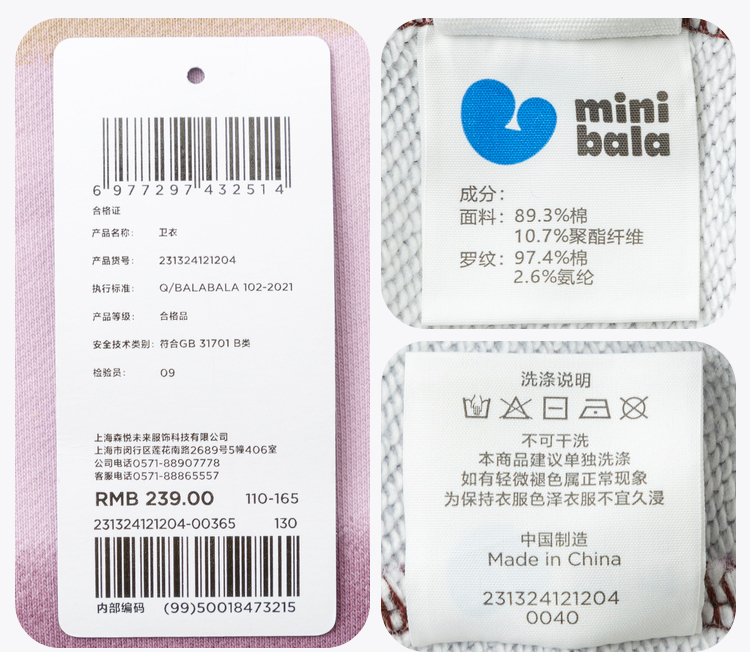 6 977297 432514
合格证
产品名称： 卫衣
产品货号： 231324121204
执行标准： Q/BALABALA 102-2021
产品等级： 合格品
安全技术类别：符合GB 31701 B类
检验员： 09
上海森悦未来服饰科技有限公司
上海市闵行区莲花南路2689号5幢406室
公司电话0571-88907778
客服电话0571-88865557
RMB 239.00 110-165
231324121204-00365 130
内部编码 (99)50018473215
mini
bala
成分：
面料：89.3%棉
10.7%聚酯纤维
罗纹：97.4%棉
2.6%氨纶
洗涤说明
不可干洗
本商品建议单独洗涤
如有轻微褪色属正常现象
为保持衣服色泽衣服不宜久浸
中国制造
Made in China
231324121204
0040